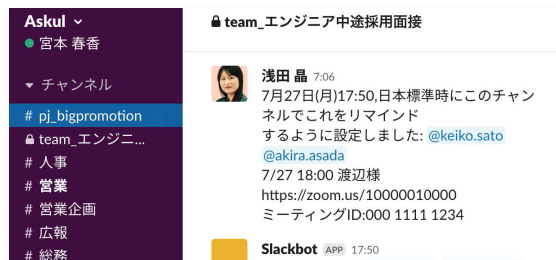 Askul
宮本 春香
チャンネル
# pj_bigpromotion
team_エンジニ...
# 人事
# 営業
# 営業企画
# 広報
# 総務
team_エンジニア中途採用面接
浅田 晶 7:06
7月27日(月)17:50,日本標準時にこのチャン
ネルでこれをリマインド
するように設定しました: @keiko.sato
@akira.asada
7/27 18:00 渡辺様
https://zoom.us/10000010000
ミーティングID:000 1111 1234
Slackbot APP 17:50